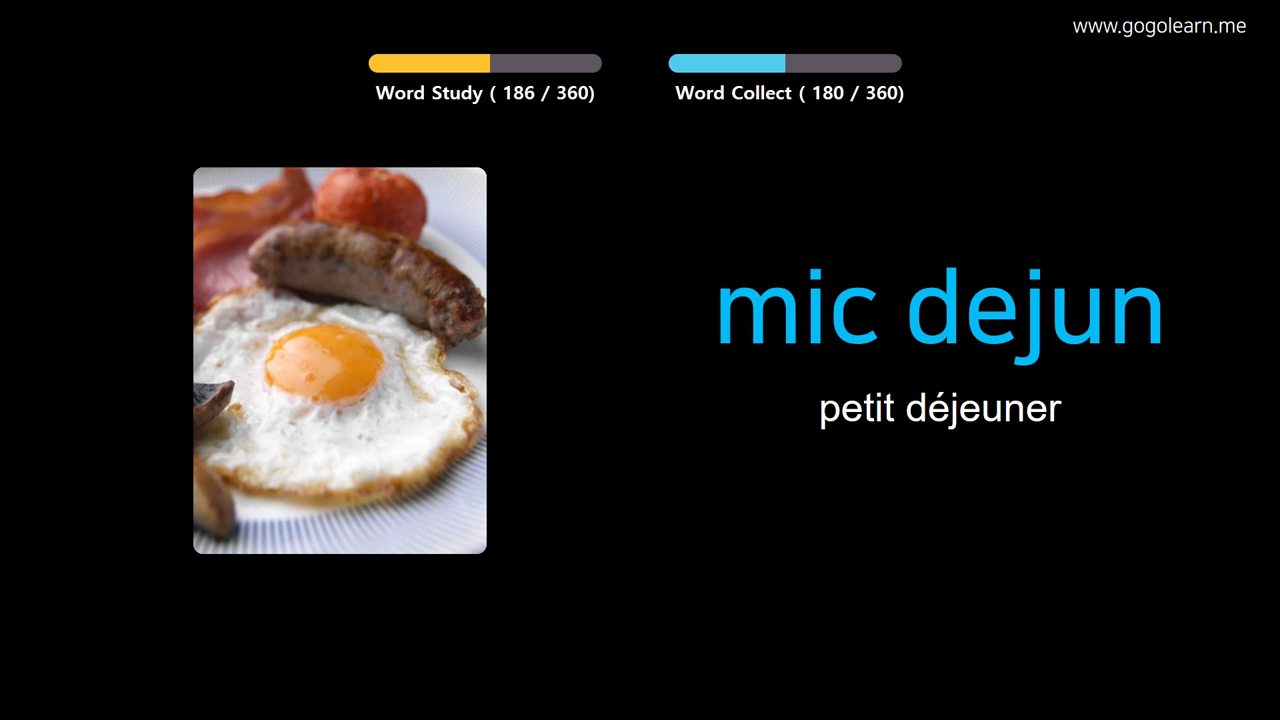 www.gogolearn.me
Word Study ( 186 / 360)
Word Collect ( 180 / 360)
mic dejun
petit déjeuner